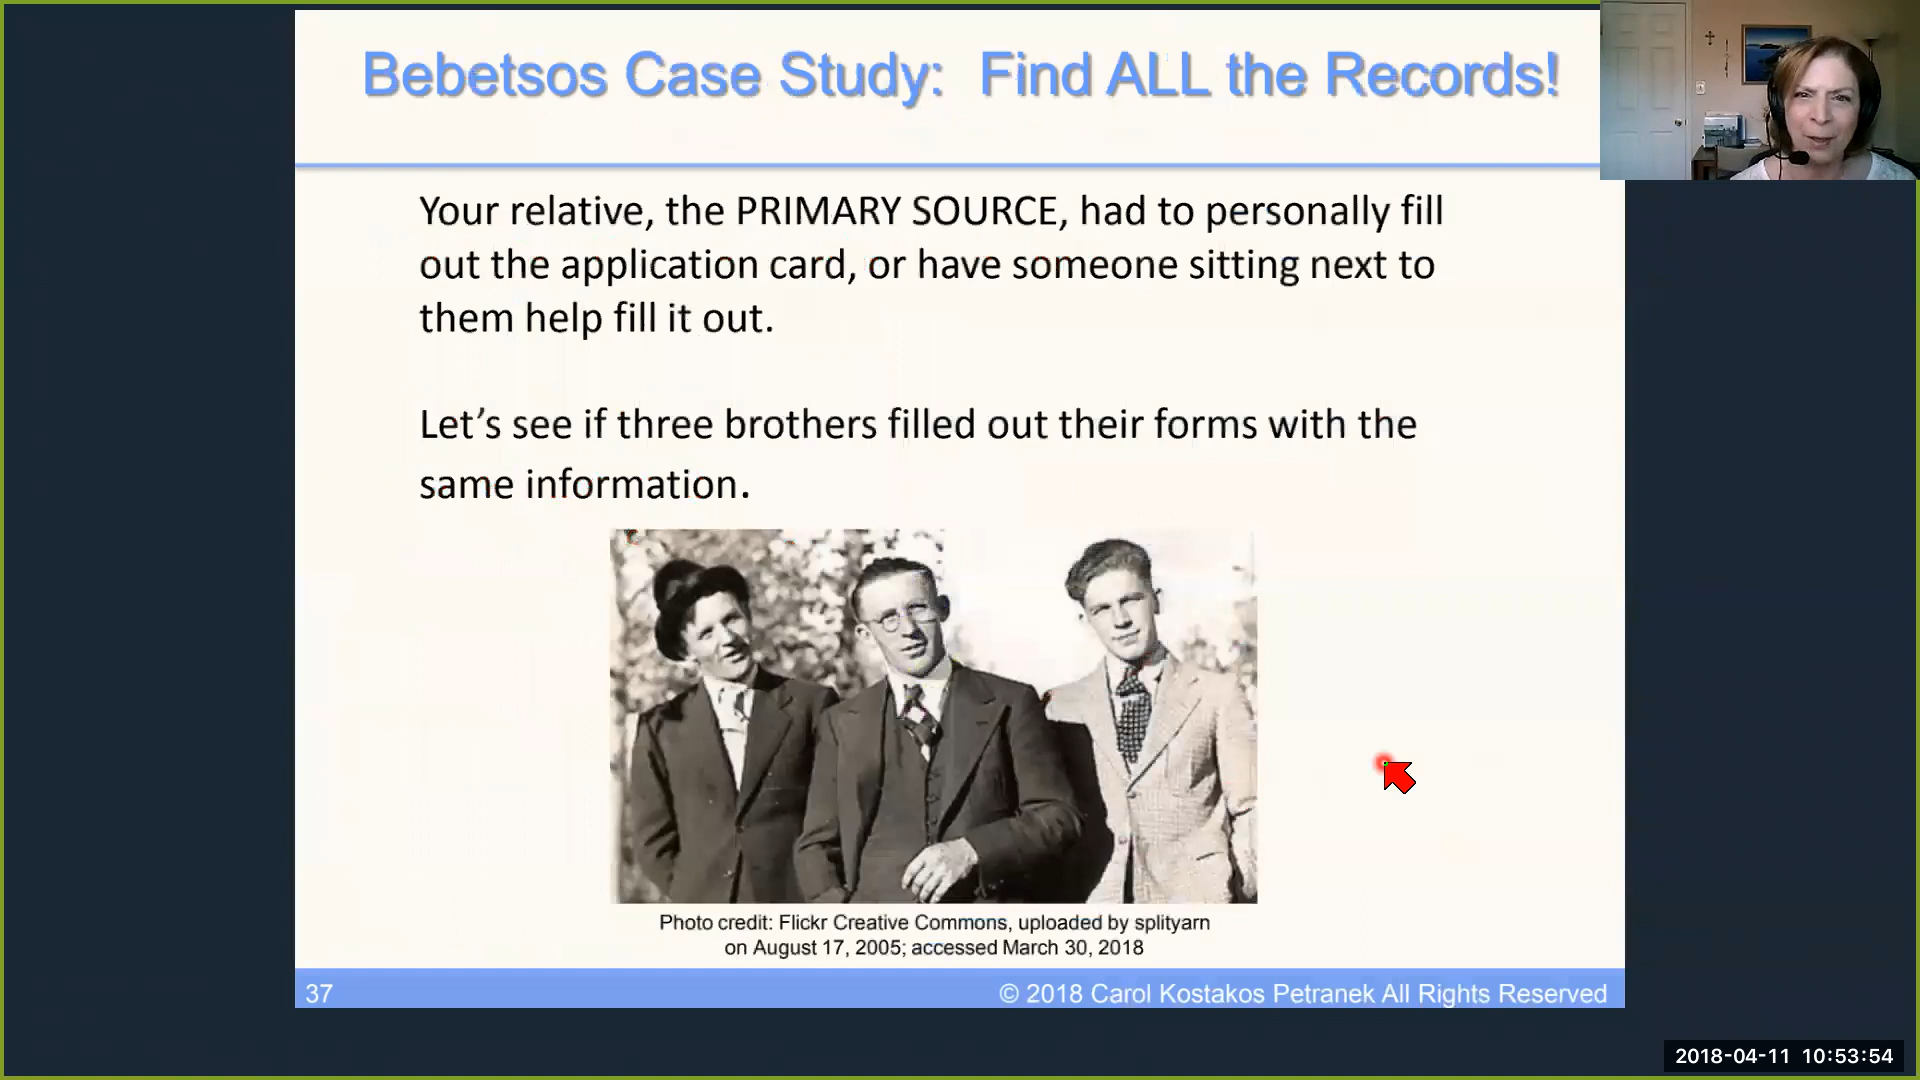 Bebetsos Case Study:  Find ALL the Records!
Your relative, the PRIMARY SOURCE, had to personally fill
out the application card, or have someone sitting next to
them help fill it out.
Let’s see if three brothers filled out their forms with the
same information.
Photo credit: Flickr Creative Commons, uploaded by splityarn
on August 17, 2005; accessed March 30, 2018
37
© 2018 Carol Kostakos Petranek All Rights Reserved
2018-04-11 10:53:54